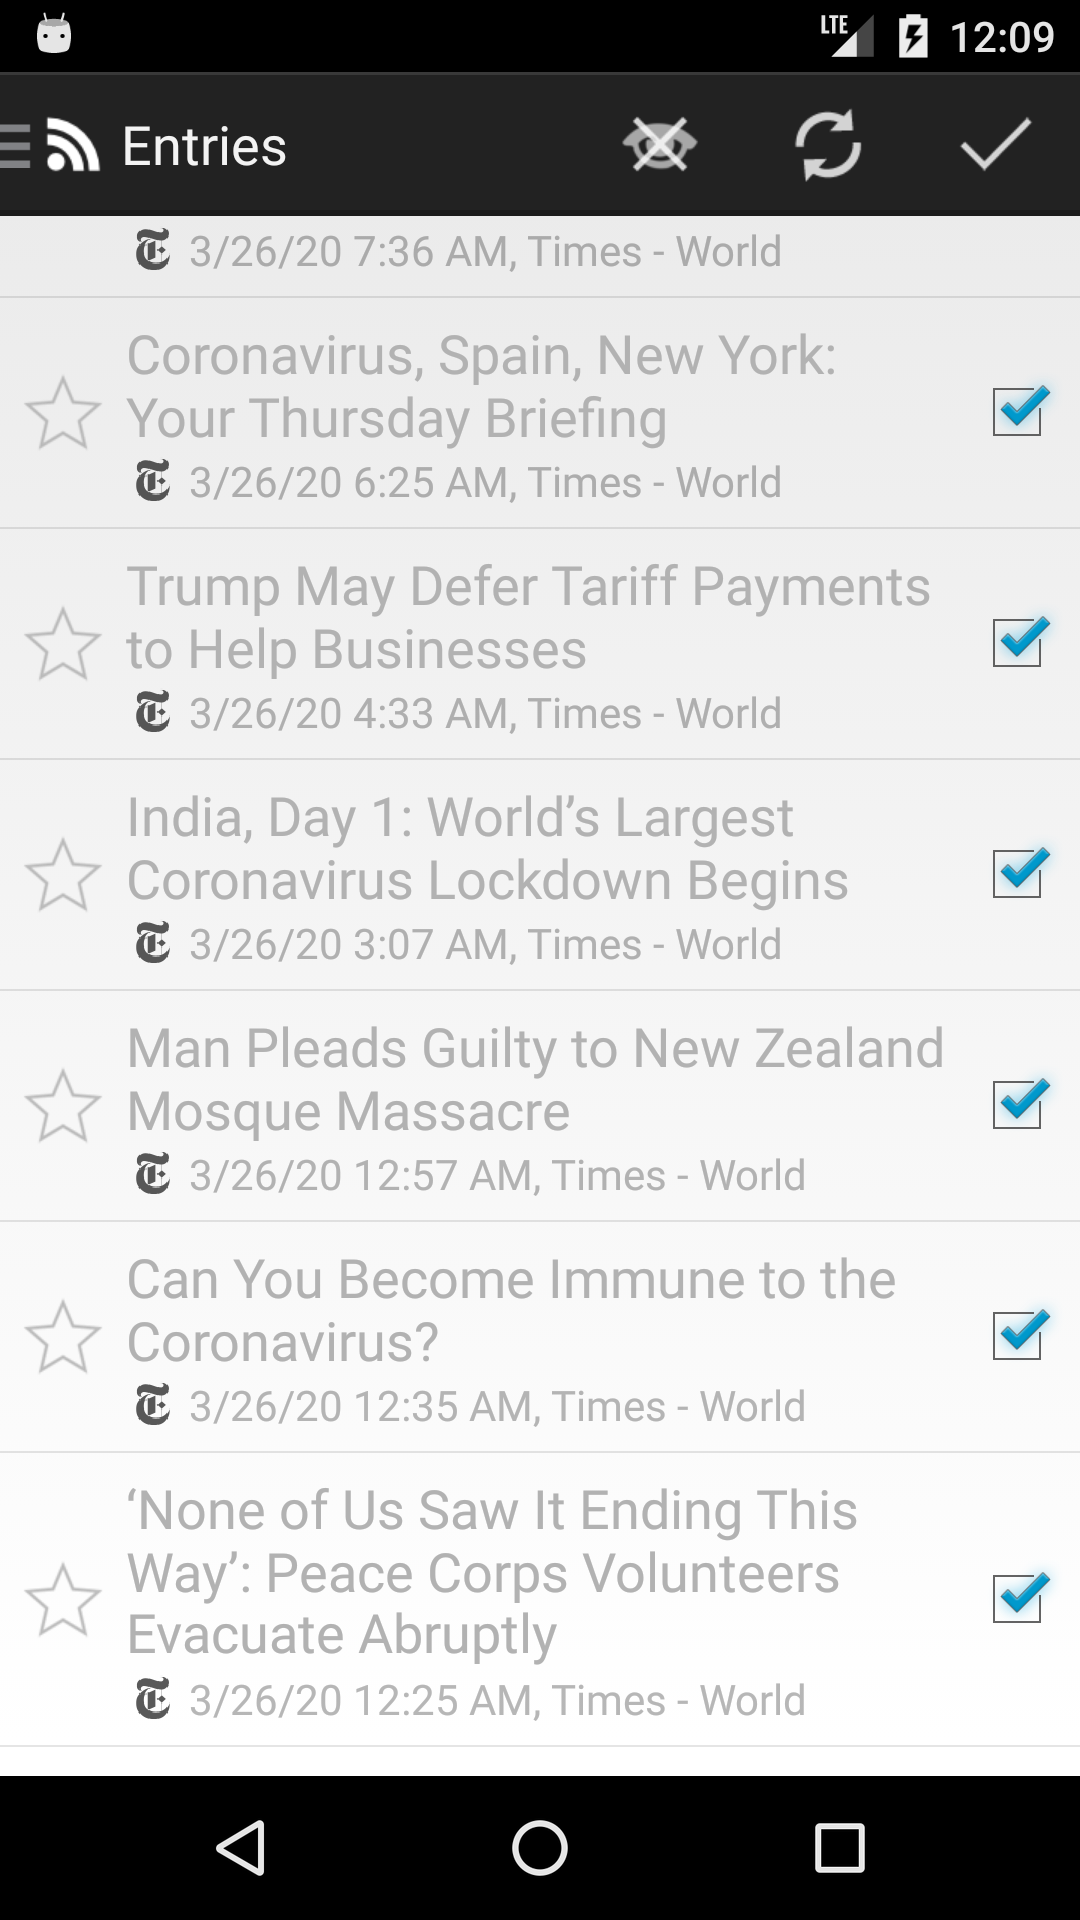 LTE 12:09
Entries
3/26/20 7:36 AM, Times - World
Coronavirus, Spain, New York:
Your Thursday Briefing
3/26/20 6:25 AM, Times - World
Trump May Defer Tariff Payments
to Help Businesses
3/26/20 4:33 AM, Times - World
India, Day 1: World’s Largest
Coronavirus Lockdown Begins
3/26/20 3:07 AM, Times - World
Man Pleads Guilty to New Zealand
Mosque Massacre
3/26/20 12:57 AM, Times - World
Can You Become Immune to the
Coronavirus?
3/26/20 12:35 AM, Times - World
‘None of Us Saw It Ending This
Way’: Peace Corps Volunteers
Evacuate Abruptly
3/26/20 12:25 AM, Times - World